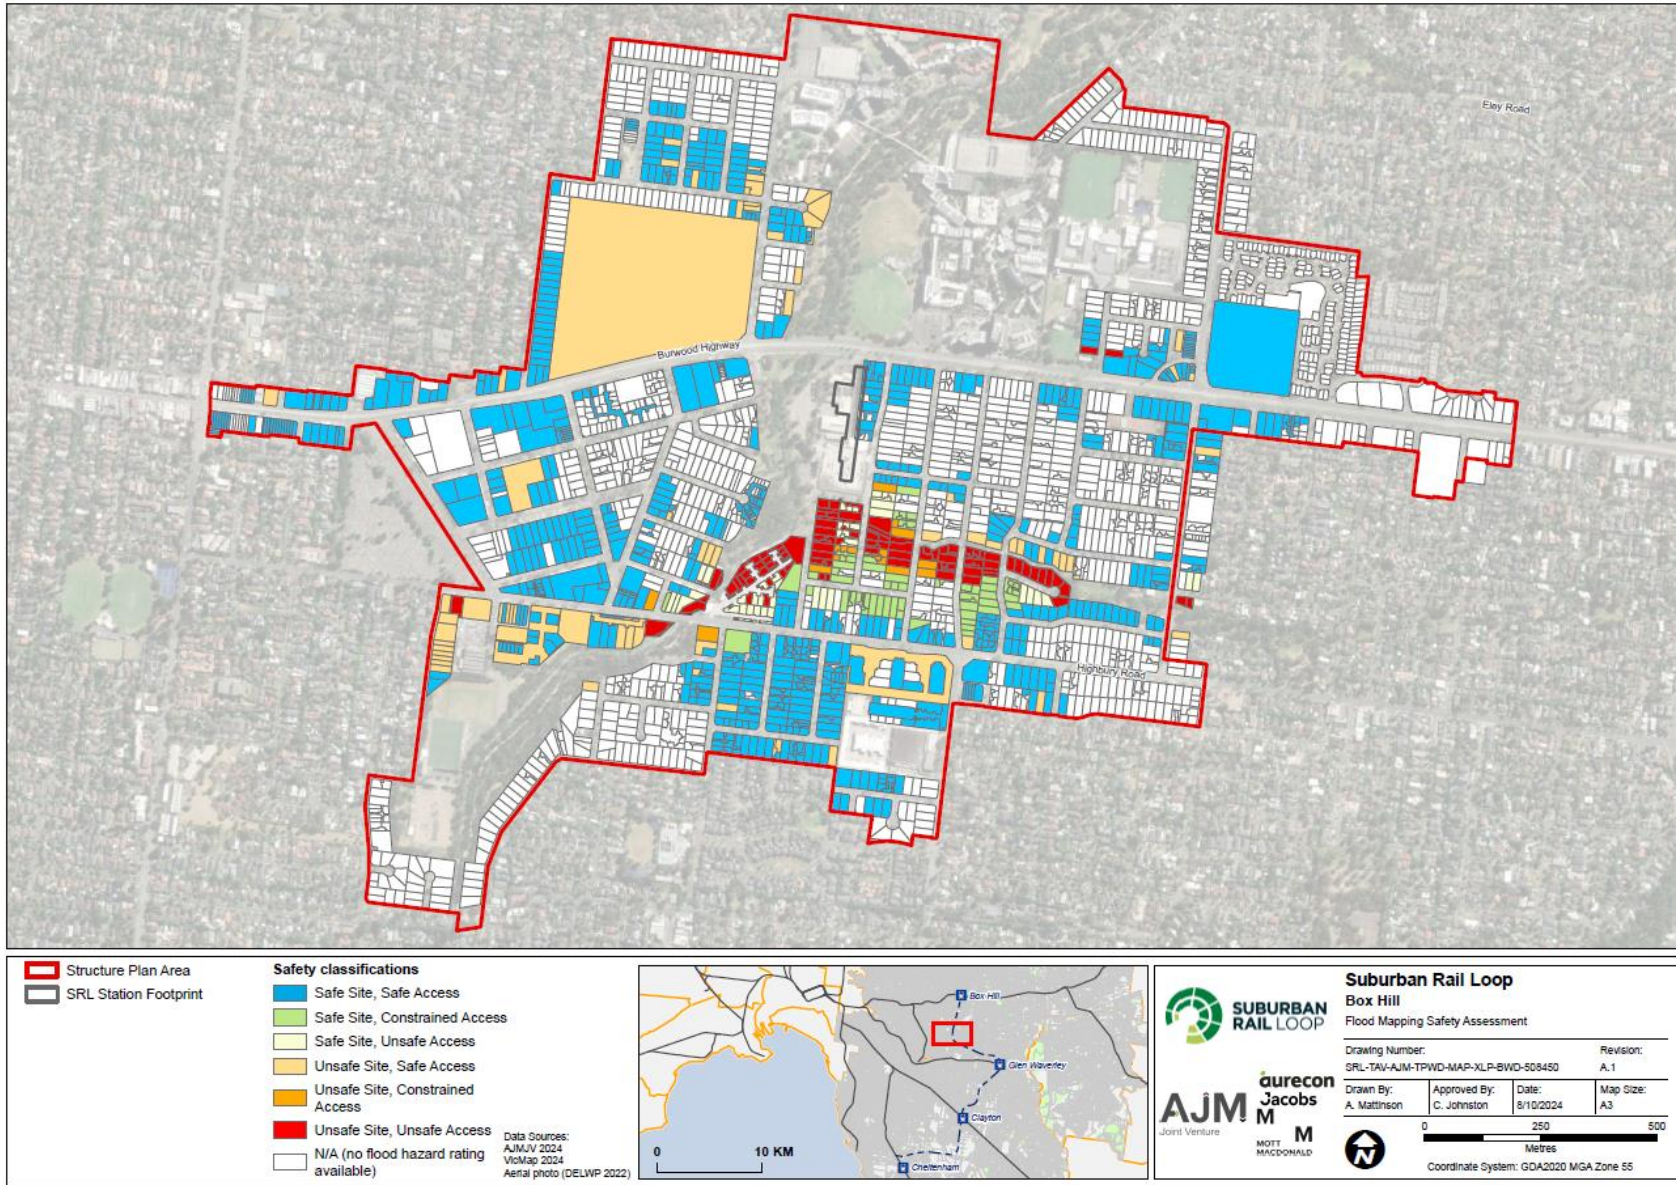 Eley Road
Burwood Highway
Highbury Road
Structure Plan Area
SRL Station Footprint
Safety classifications
Safe Site, Safe Access
Safe Site, Constrained Access
Safe Site, Unsafe Access
Unsafe Site, Safe Access
Unsafe Site, Constrained
Access
Unsafe Site, Unsafe Access
N/A (no flood hazard rating
available)
Data Sources:
AJMJV 2024
VicMap 2024
Aerial photo (DELWP 2022)
Box Hill
Glen Waverley
Clayton
Cheltenham
0 10 KM
SUBURBAN
RAIL LOOP
AJM
Joint Venture
aurecon
Jacobs
M
MOTT
MACDONALD
M
Suburban Rail Loop
Box Hill
Flood Mapping Safety Assessment
Drawing Number: Revision:
SRL-TAV-AJM-TPWD-MAP-XLP-BWD-508450 A.1
Drawn By: Approved By: Date: Map Size:
A. Mattinson C. Johnston 8/10/2024 A3
N
0 250 500
Metres
Coordinate System: GDA2020 MGA Zone 55